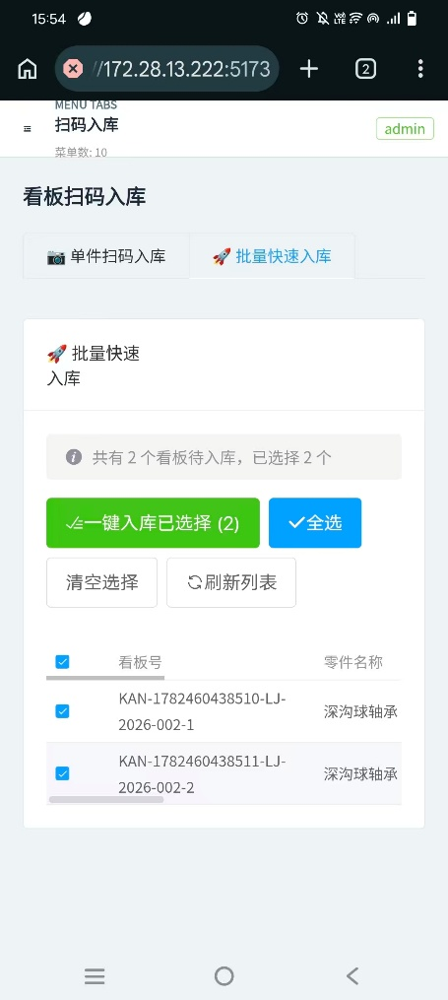 15:54
//172.28.13.222:5173
2
MENU TABS
扫码入库
菜单数: 10
admin
看板扫码入库
单件扫码入库
批量快速入库
批量快速
入库
共有 2 个看板待入库，已选择 2 个
一键入库已选择 (2)
全选
清空选择
刷新列表
看板号
零件名称
KAN-1782460438510-LJ-
2026-002-1
深沟球轴承
KAN-1782460438511-LJ-
2026-002-2
深沟球轴承